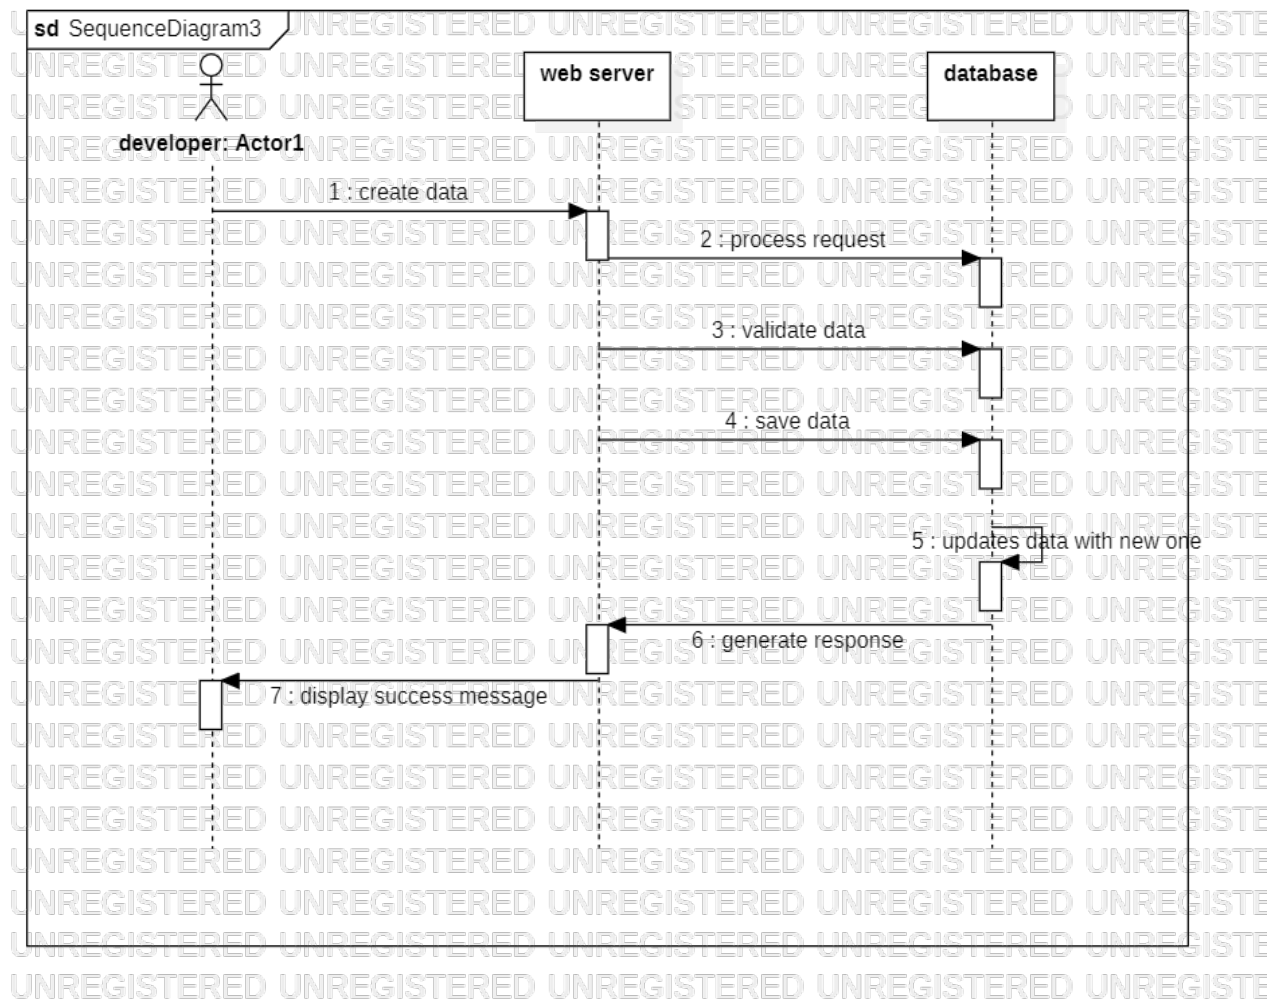 sd SequenceDiagram3
web server
database
developer: Actor1
1 : create data
2 : process request
3 : validate data
4 : save data
5 : updates data with new one
6 : generate response
7 : display success message
UNREGISTERED